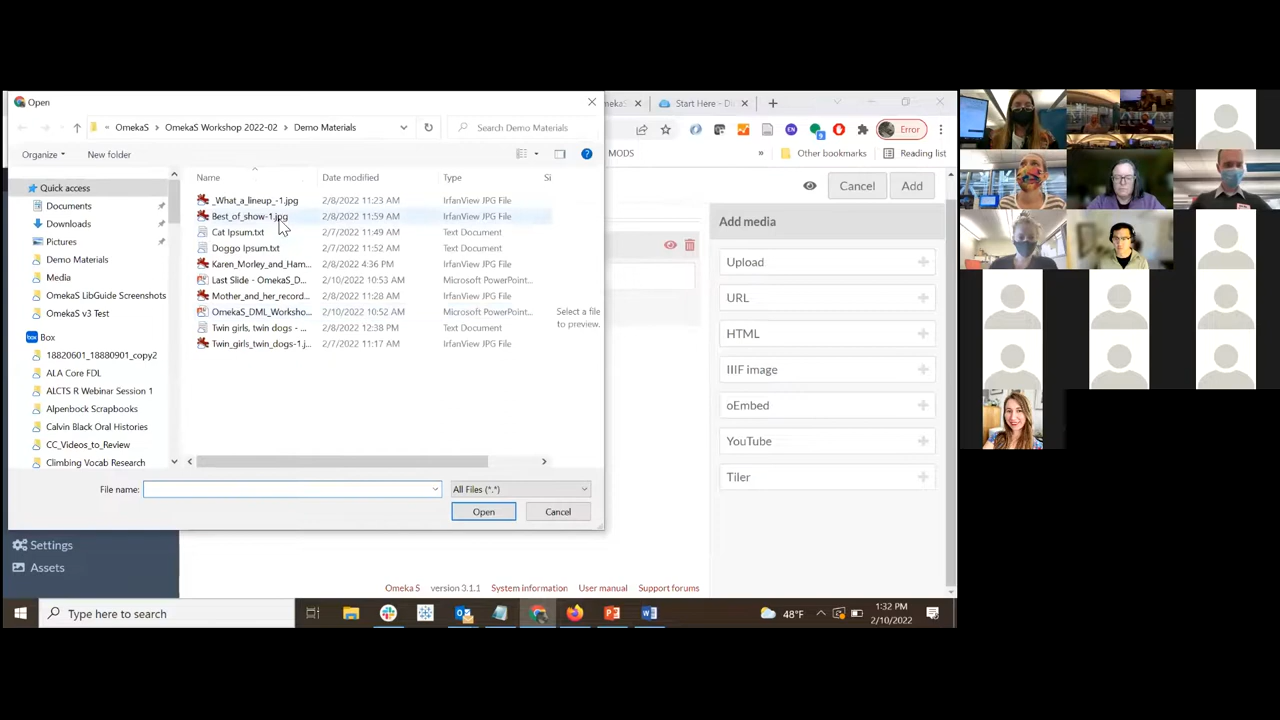 Open
OmekaS
Start Here - Di
OmekaS > OmekaS Workshop 2022-02 > Demo Materials
Search Demo Materials
EN
9
Error
MODS
Other bookmarks
Reading list
Organize
New folder
Name
Date modified
Type
Si
Quick access
Documents
Downloads
Pictures
Demo Materials
Media
OmekaS LibGuide Screenshots
OmekaS v3 Test
Box
18820601_18880901_copy2
ALA Core FDL
ALCTS R Webinar Session 1
Alpenbock Scrapbooks
Calvin Black Oral Histories
CC_Videos_to_Review
Climbing Vocab Research
_What_a_lineup_-1.jpg 2/8/2022 11:23 AM IrfanView JPG File
Best_of_show-1.jpg 2/8/2022 11:59 AM IrfanView JPG File
Cat Ipsum.txt 2/7/2022 11:49 AM Text Document
Doggo Ipsum.txt 2/7/2022 11:52 AM Text Document
Karen_Morley_and_Ham... 2/8/2022 4:36 PM IrfanView JPG File
Last Slide - OmekaS_D... 2/10/2022 10:53 AM Microsoft PowerPoint...
Mother_and_her_record... 2/8/2022 11:28 AM IrfanView JPG File
OmekaS_DML_Worksho... 2/10/2022 10:52 AM Microsoft PowerPoint...
Twin girls, twin dogs - ... 2/8/2022 12:38 PM Text Document
Twin_girls_twin_dogs-1.j... 2/7/2022 11:17 AM IrfanView JPG File
Select a file
to preview.
File name:
All Files (*.*)
Open
Cancel
Cancel
Add
Add media
Upload
URL
HTML
IIIF image
oEmbed
YouTube
Tiler
Settings
Assets
Omeka S version 3.1.1 System information User manual Support forums
Type here to search
48°F
1:32 PM
2/10/2022